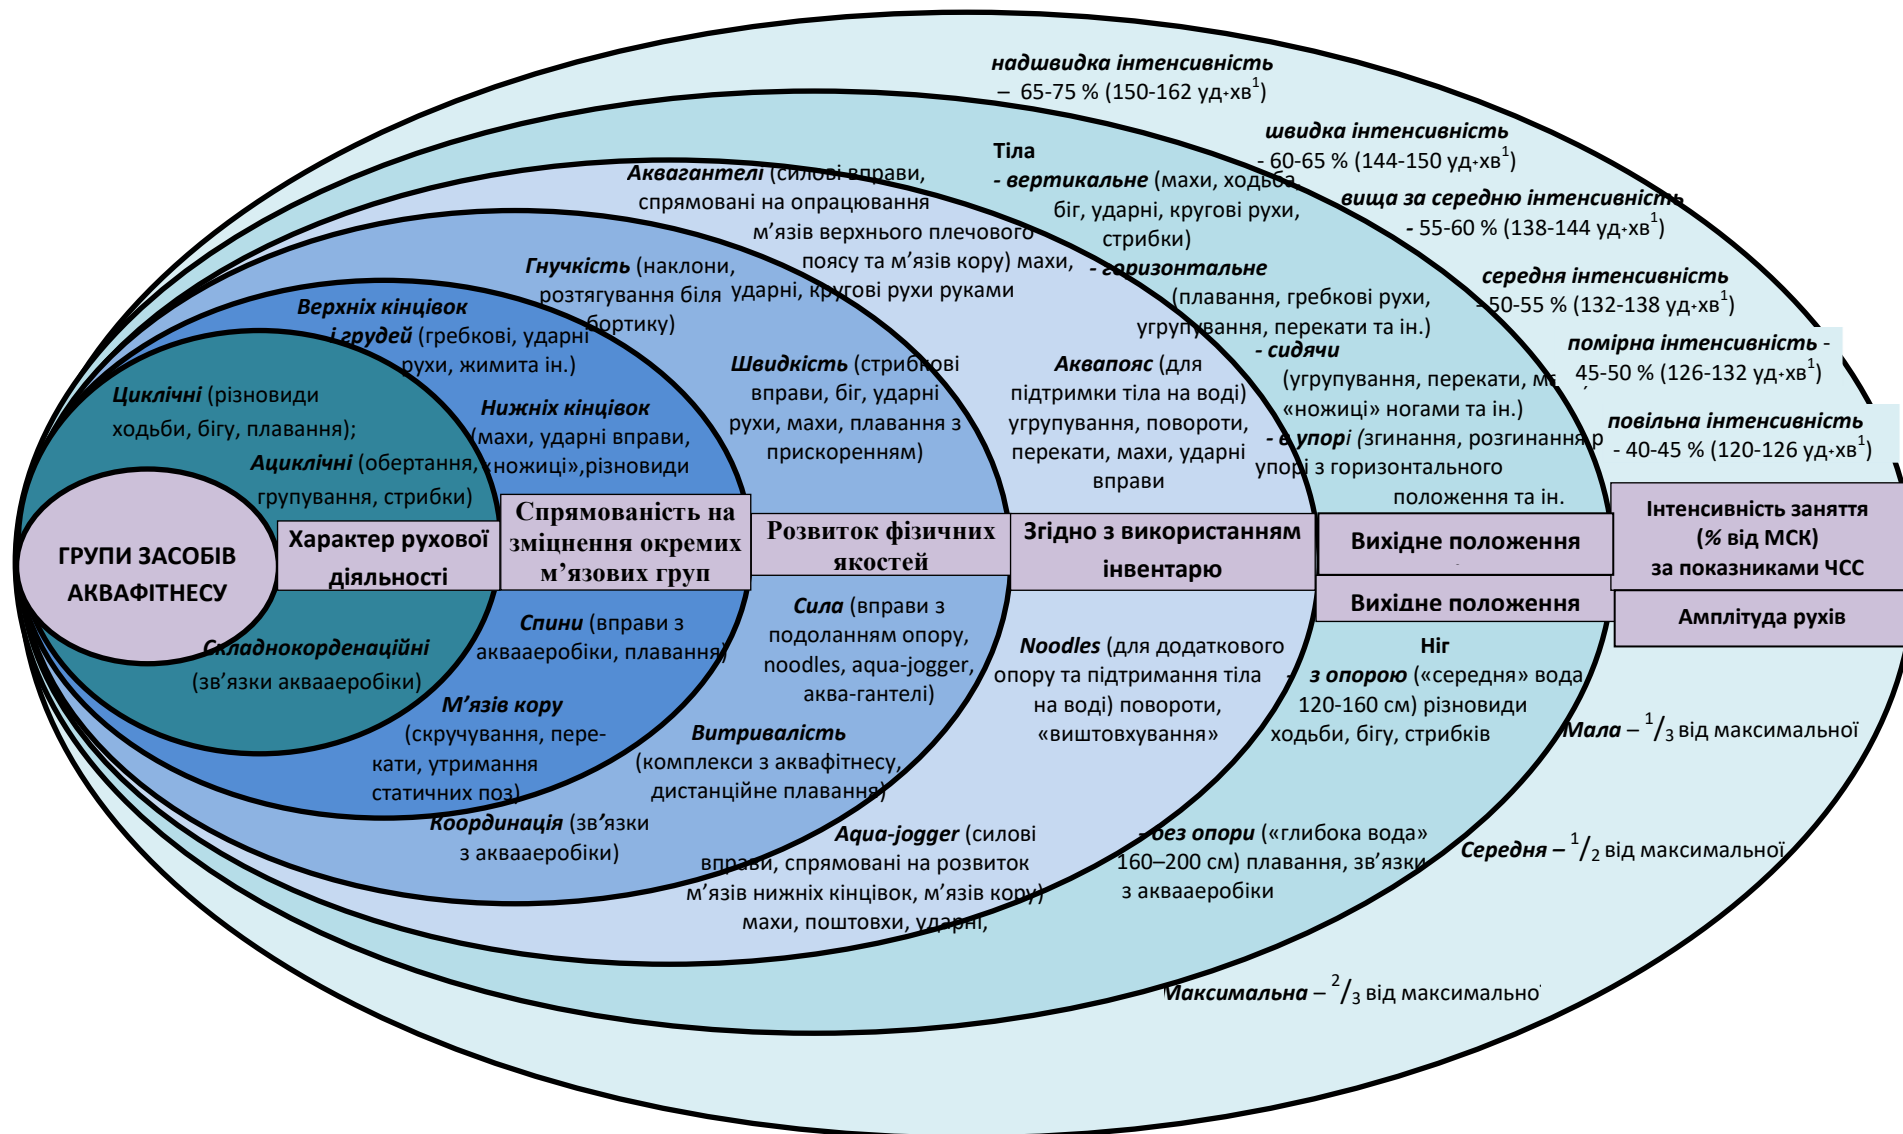 надшвидка інтенсивність
– 65-75 % (150-162 уд·хв¹)
швидка інтенсивність
- 60-65 % (144-150 уд·хв¹)
вища за середню інтенсивність
- 55-60 % (138-144 уд·хв¹)
середня інтенсивність
- 50-55 % (132-138 уд·хв¹)
помірна інтенсивність -
45-50 % (126-132 уд·хв¹)
повільна інтенсивність
- 40-45 % (120-126 уд·хв¹)
Тіла
- вертикальне (махи, ходьба,
біг, ударні, кругові рухи,
стрибки)
- горизонтальне
(плавання, гребкові рухи,
угрупування, перекати та ін.)
- сидячи
(угрупування, перекати,
«ножиці» ногами та ін.)
- в упорі (згинання, розгинання р
упорі з горизонтального
положення та ін.
Аквагантелі (силові вправи,
спрямовані на опрацювання
м’язів верхнього плечового
поясу та м’язів кору) махи,
ударні, кругові рухи руками
Аквапояс (для
підтримки тіла на воді)
угрупування, повороти,
перекати, махи, ударні
вправи
Гнучкість (наклони,
розтягування біля
бортику)
Швидкість (стрибкові
вправи, біг, ударні
рухи, махи, плавання з
прискоренням)
Верхніх кінцівок
і грудей (гребкові, ударні
рухи, жимита ін.)
Нижніх кінцівок
(махи, ударні вправи,
«ножиці»,різновиди
Циклічні (різновиди
ходьби, бігу, плавання);
Ациклічні (обертання,
групування, стрибки)
ГРУПИ ЗАСОБІВ
АКВАФІТНЕСУ
Характер рухової
діяльності
Спрямованість на
зміцнення окремих
м’язових груп
Розвиток фізичних
якостей
Згідно з використанням
інвентарю
Вихідне положення
Вихідне положення
Інтенсивність заняття
(% від МСК)
за показниками ЧСС
Амплітуда рухів
Складнокорденаційні
(зв’язки аквааеробіки)
Спини (вправи з
аквааеробіки, плавання)
М’язів кору
(скручування, пере-
кати, утримання
статичних поз)
Сила (вправи з
подоланням опору,
noodles, aqua-jogger,
аква-гантелі)
Витривалість
(комплекси з аквафітнесу,
дистанційне плавання)
Координація (зв’язки
з аквааеробіки)
Noodles (для додаткового
опору та підтримання тіла
на воді) повороти,
«виштовхування»
Aqua-jogger (силові
вправи, спрямовані на розвиток
м’язів нижніх кінцівок, м’язів кору)
махи, поштовхи, ударні,
Ніг
- з опорою («середня» вода
120-160 см) різновиди
ходьби, бігу, стрибків
- без опори («глибока вода»
160–200 см) плавання, зв’язки
з аквааеробіки
Мала – 1/3 від максимальної
Середня – 1/2 від максимальної
Максимальна – 2/3 від максимальної